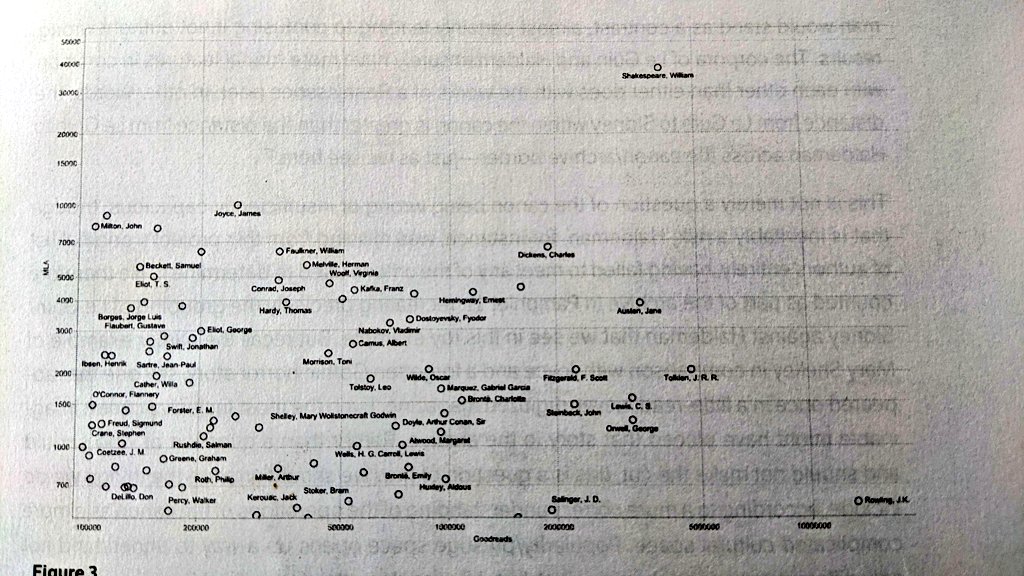 50000
40000
Shakespeare, William
30000
20000
15000
10000
Joyce, James
Milton, John
7000
Faulkner, William
Dickens, Charles
MLA
Beckett, Samuel
Melville, Herman
5000
Woolf, Virginia
Eliot, T. S.
Conrad, Joseph
Kafka, Franz
4000
Hemingway, Ernest
Borges, Jorge Luis
Hardy, Thomas
Austen, Jane
Dostoyevsky, Fyodor
Flaubert, Gustave
3000
Eliot, George
Nabokov, Vladimir
Swift, Jonathan
Camus, Albert
Ibsen, Henrik
Sartre, Jean-Paul
Morrison, Toni
2000
Cather, Willa
Tolstoy, Leo
Wilde, Oscar
Fitzgerald, F. Scott
Tolkien, J. R. R.
O'Connor, Flannery
Marquez, Gabriel Garcia
1500
Forster, E. M.
Shelley, Mary Wollstonecraft Godwin
Bronte, Charlotte
Steinbeck, John
Lewis, C. S.
Freud, Sigmund
Doyle, Arthur Conan, Sir
Orwell, George
Crane, Stephen
Rushdie, Salman
Atwood, Margaret
1000
Coetzee, J. M.
Greene, Graham
Wells, H. G.
Carroll, Lewis
700
Roth, Philip
Miller, Arthur
Brontë, Emily
DeLillo, Don
Percy, Walker
Kerouac, Jack
Stoker, Bram
Huxley, Aldous
Salinger, J. D.
Rowling, J.K.
100000 200000 500000 1000000 2000000 5000000 10000000
Goodreads
Figure 3